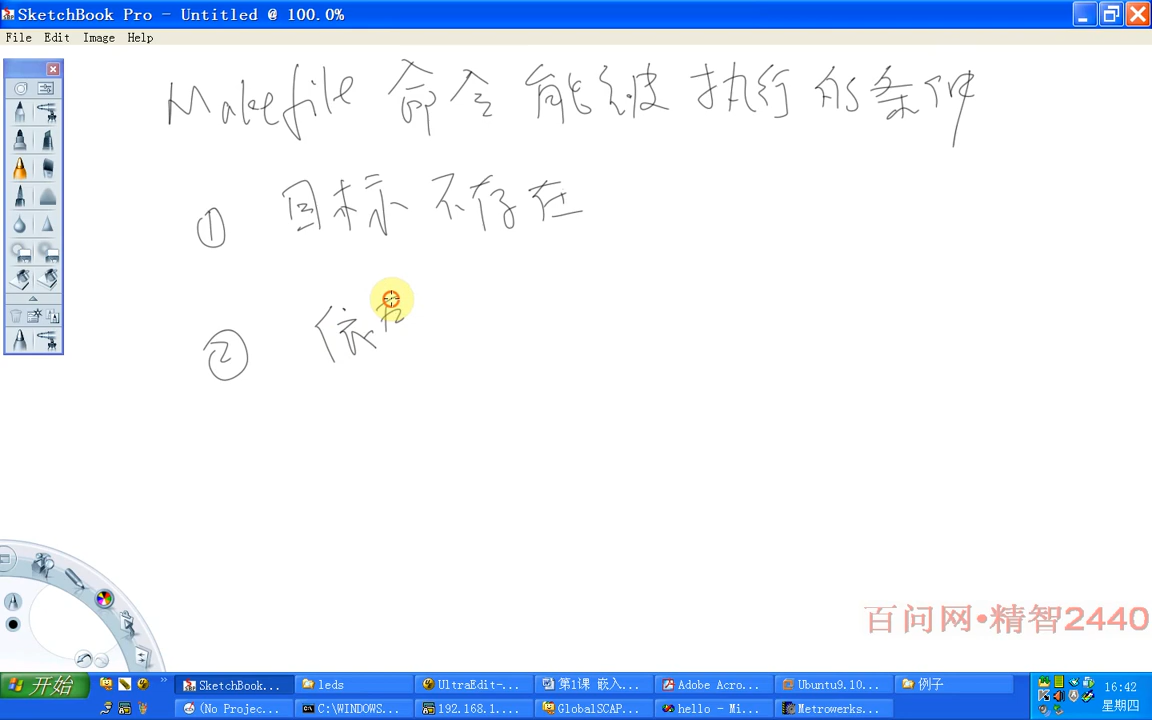 SketchBook Pro - Untitled @ 100.0%
File Edit Image Help
Makefile 命令能够被执行的条件
① 目标不存在
② 依
百问网•精智2440
开始
SketchBook...
leds
UltraEdit-...
第1课 嵌入...
Adobe Acro...
Ubuntu9.10...
例子
16:42
(No Projec...
C:\WINDOWS...
192.168.1....
GlobalSCAP...
hello - Mi...
Metrowerks...
星期四